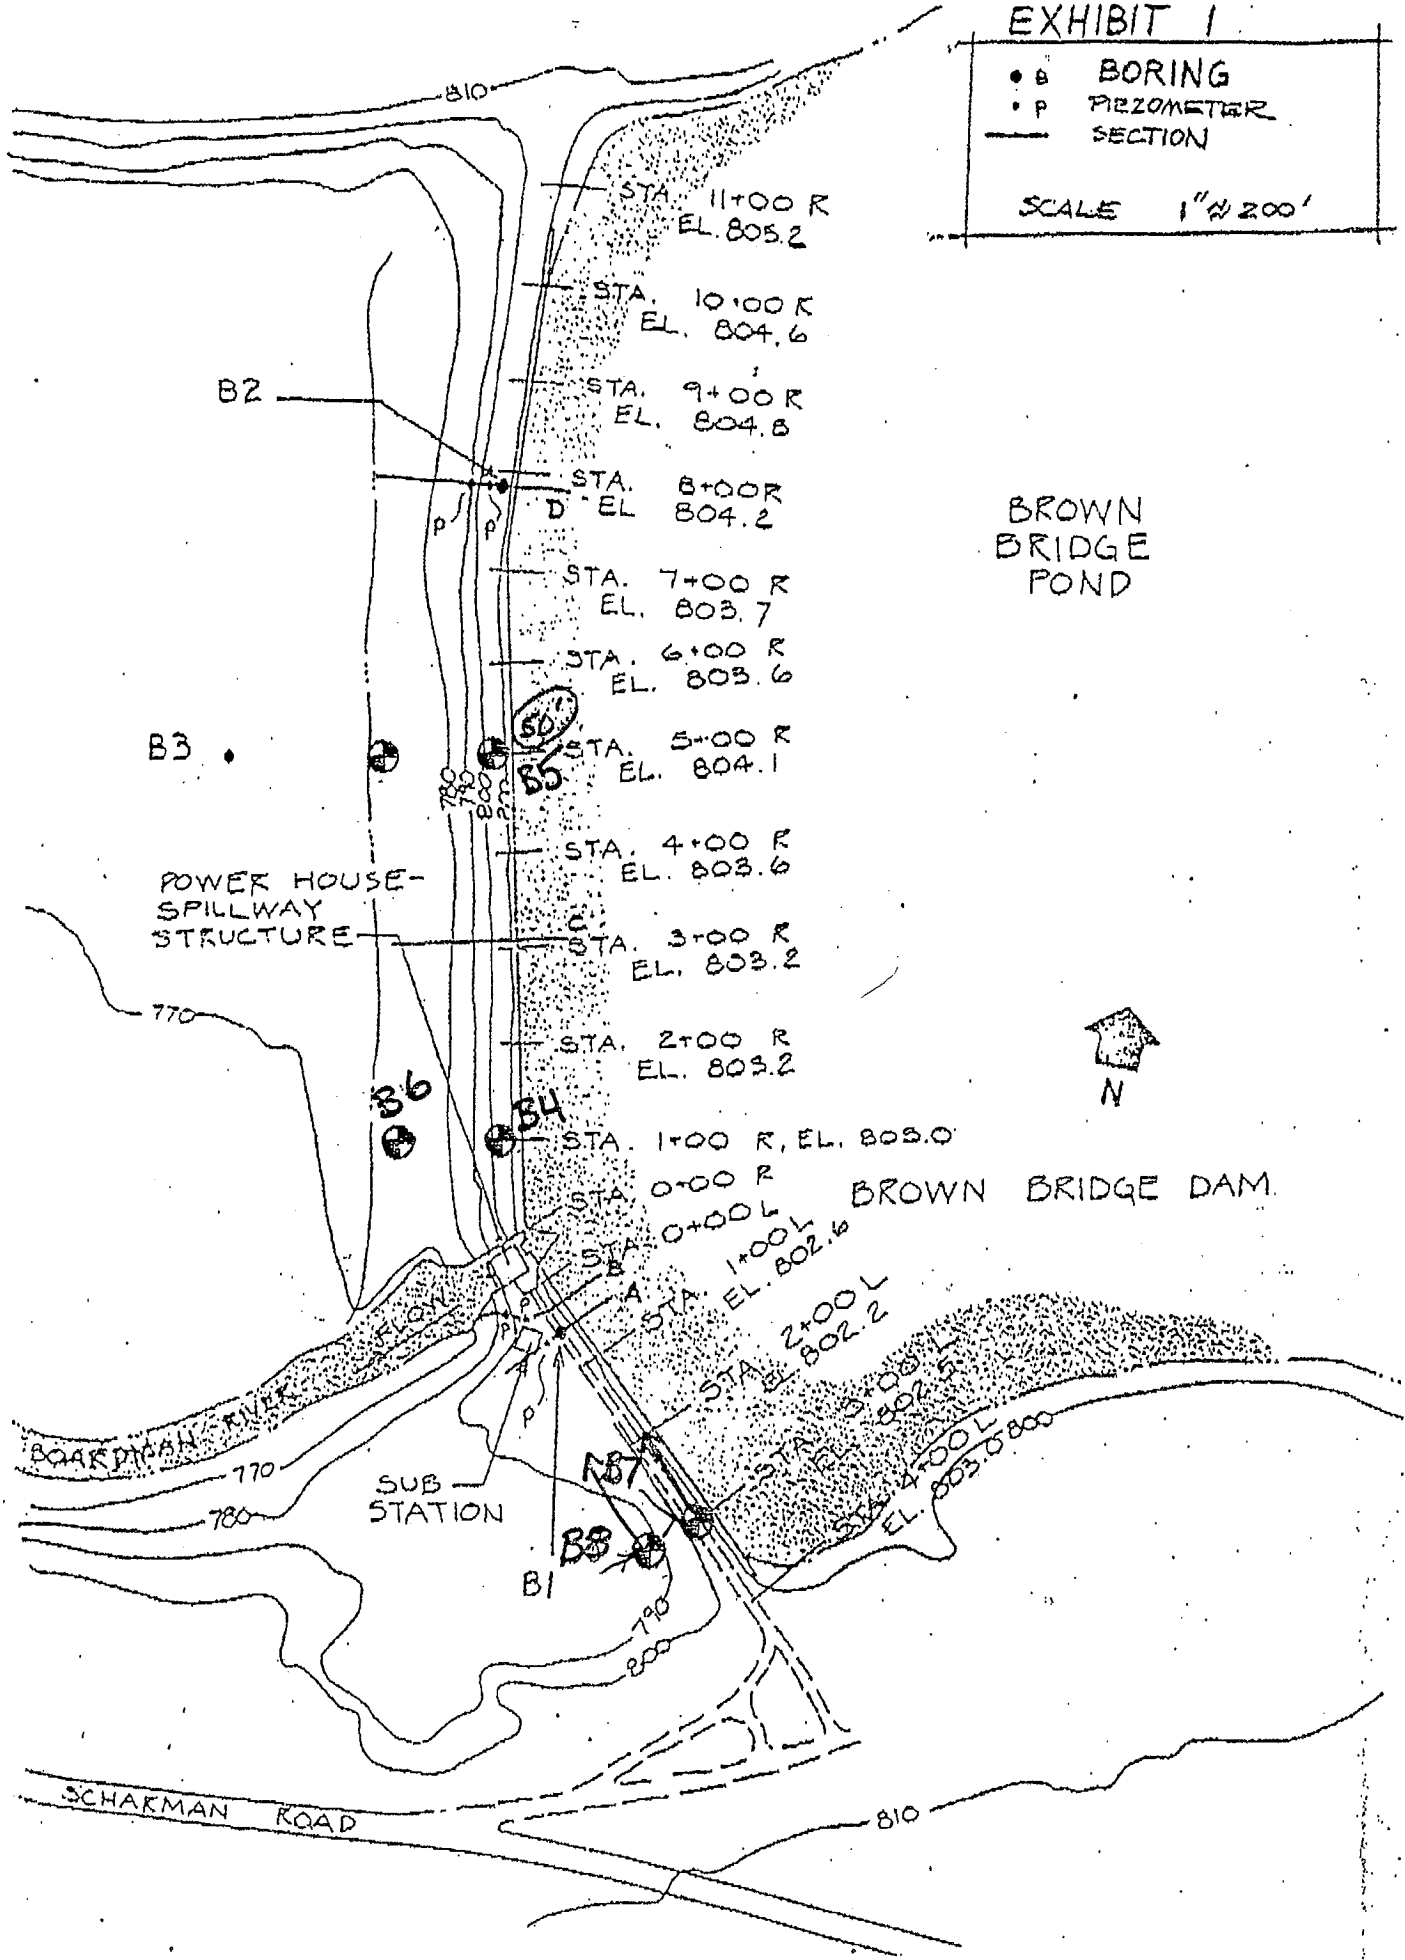 EXHIBIT 1
B BORING
P PIEZOMETER
SECTION
SCALE 1"≈200'
810
STA. 11+00 R
EL. 805.2
STA. 10+00 R
EL. 804.6
B2
STA. 9+00 R
EL. 804.8
STA. 8+00 R
D EL 804.2
P P
BROWN
BRIDGE
POND
STA. 7+00 R
EL. 803.7
STA. 6+00 R
EL. 803.6
50'
B3
STA. 5+00 R
EL. 804.1
B5
780
790
800
STA. 4+00 R
EL. 803.6
POWER HOUSE-
SPILLWAY
STRUCTURE
C
STA. 3+00 R
EL. 803.2
770
STA. 2+00 R
EL. 803.2
N
B6
B4
STA. 1+00 R, EL. 803.0
STA. 0+00 R
BROWN BRIDGE DAM
STA. 0+00 L
B
A
STA. 1+00 L
EL. 802.6
P
P
P
FLOW
BOARDMAN RIVER
STA. 2+00 L
EL. 802.2
STA. 3+00 L
EL. 802.5
STA. 4+00 L
EL. 803.0
800
770
780
SUB
STATION
B7
B8
B1
790
800
SCHARMAN ROAD
810